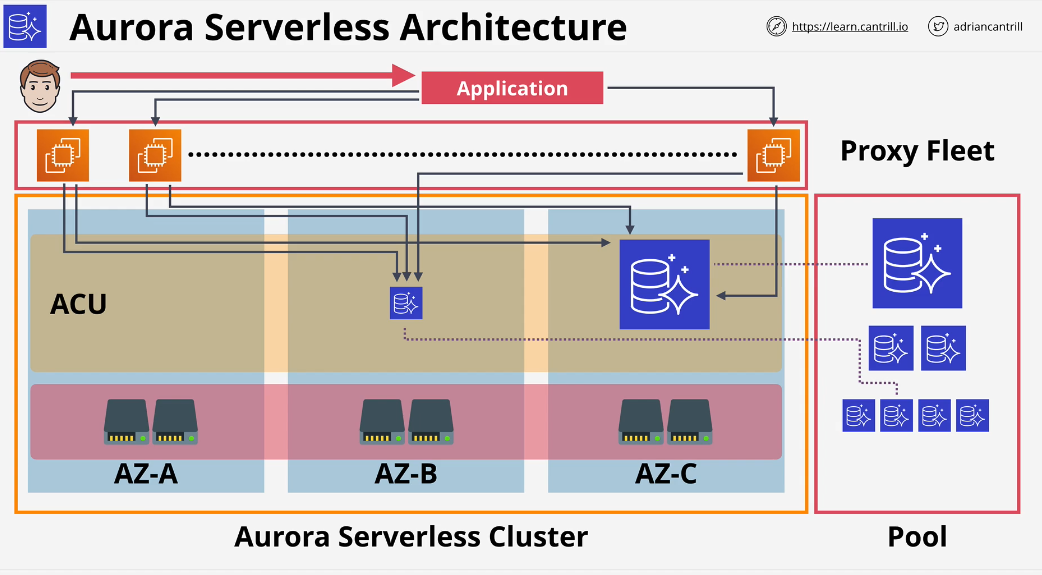 Aurora Serverless Architecture
https://learn.cantrill.io
adriancantrill
Application
Proxy Fleet
ACU
AZ-A
AZ-B
AZ-C
Aurora Serverless Cluster
Pool